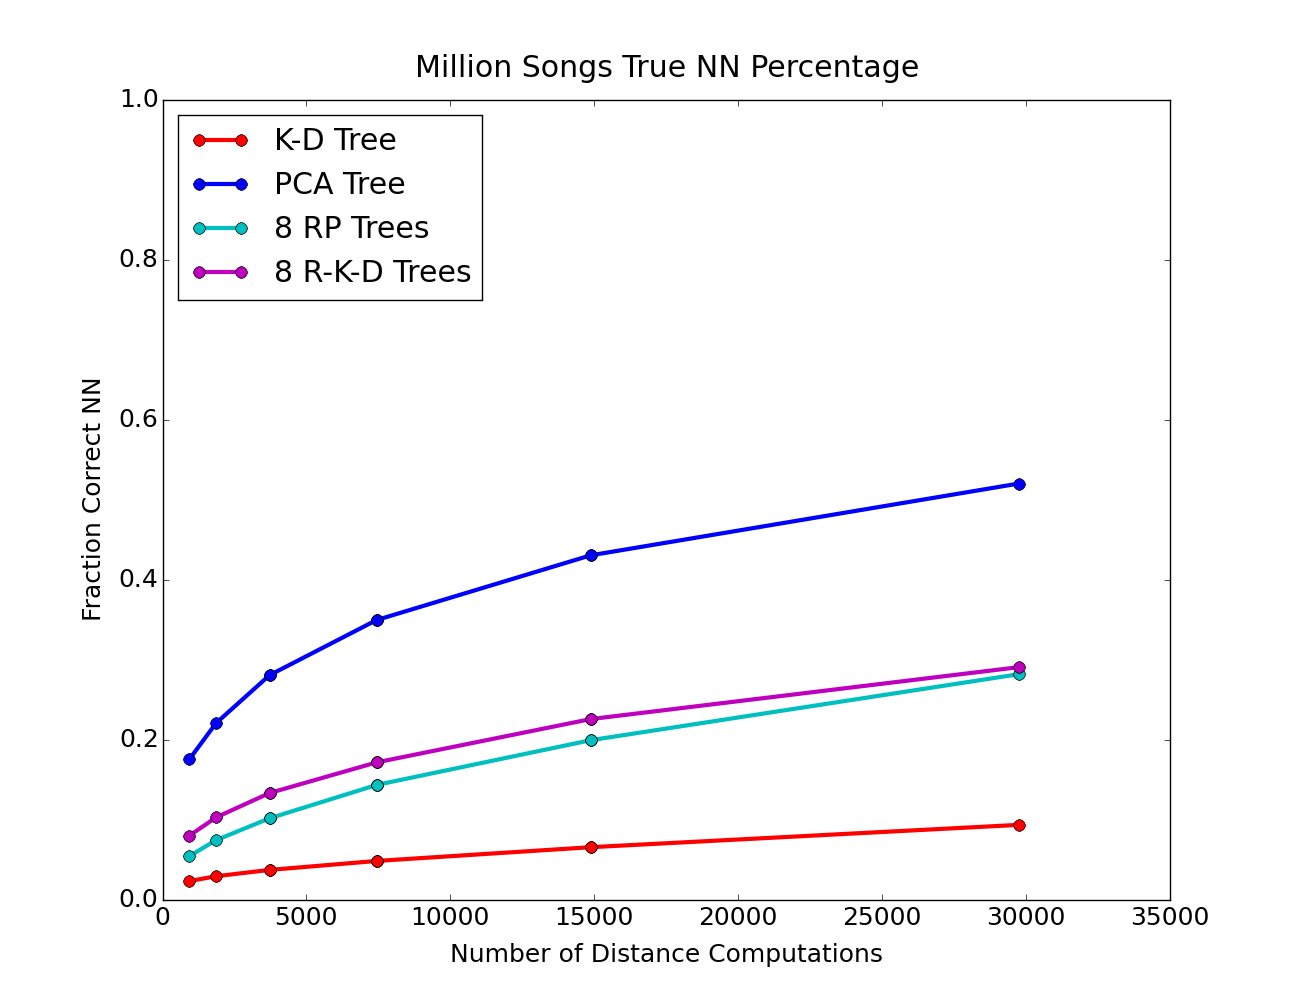 Million Songs True NN Percentage
1.0
0.8
0.6
0.4
0.2
0.0
Fraction Correct NN
K-D Tree
PCA Tree
8 RP Trees
8 R-K-D Trees
0 5000 10000 15000 20000 25000 30000 35000
Number of Distance Computations